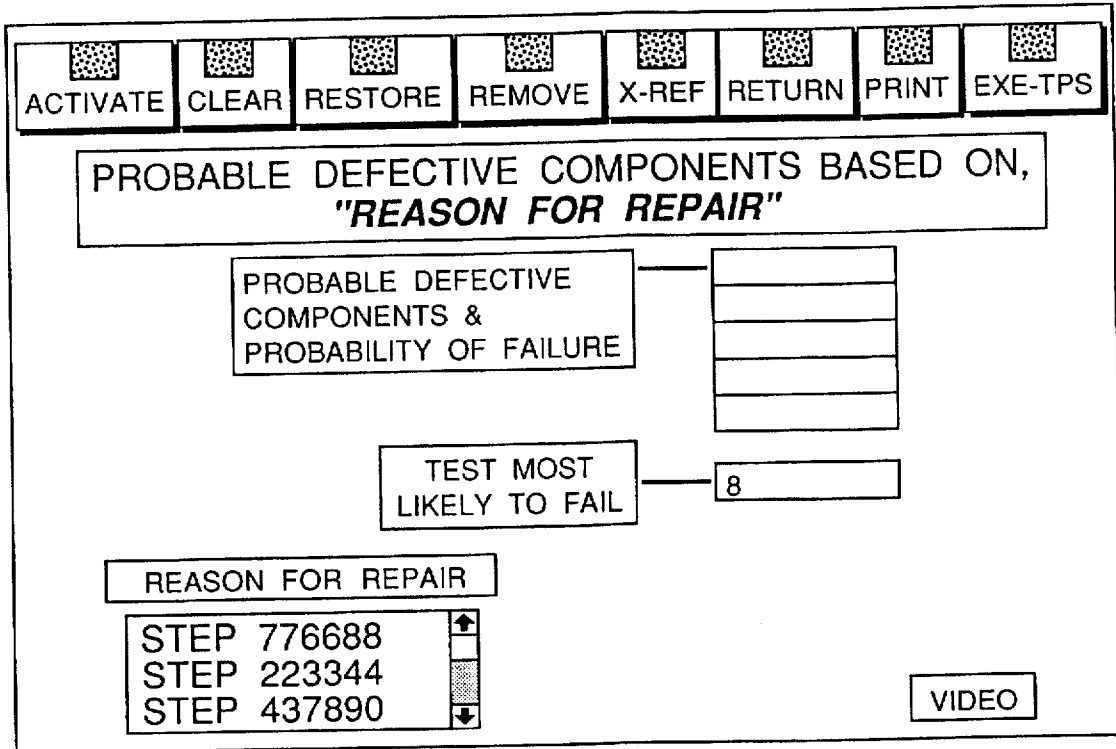 ACTIVATE CLEAR RESTORE REMOVE X-REF RETURN PRINT EXE-TPS
PROBABLE DEFECTIVE COMPONENTS BASED ON,
"REASON FOR REPAIR"
PROBABLE DEFECTIVE
COMPONENTS &
PROBABILITY OF FAILURE
TEST MOST
LIKELY TO FAIL
8
REASON FOR REPAIR
STEP 776688
STEP 223344
STEP 437890
VIDEO